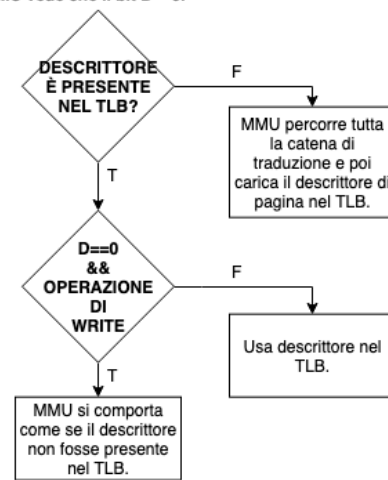 DESCRITTORE
È PRESENTE
NEL TLB?
F
MMU percorre tutta
la catena di
traduzione e poi
carica il descrittore di
pagina nel TLB.
T
D==0
&&
OPERAZIONE
DI
WRITE
F
Usa descrittore nel
TLB.
T
MMU si comporta
come se il descrittore
non fosse presente
nel TLB.